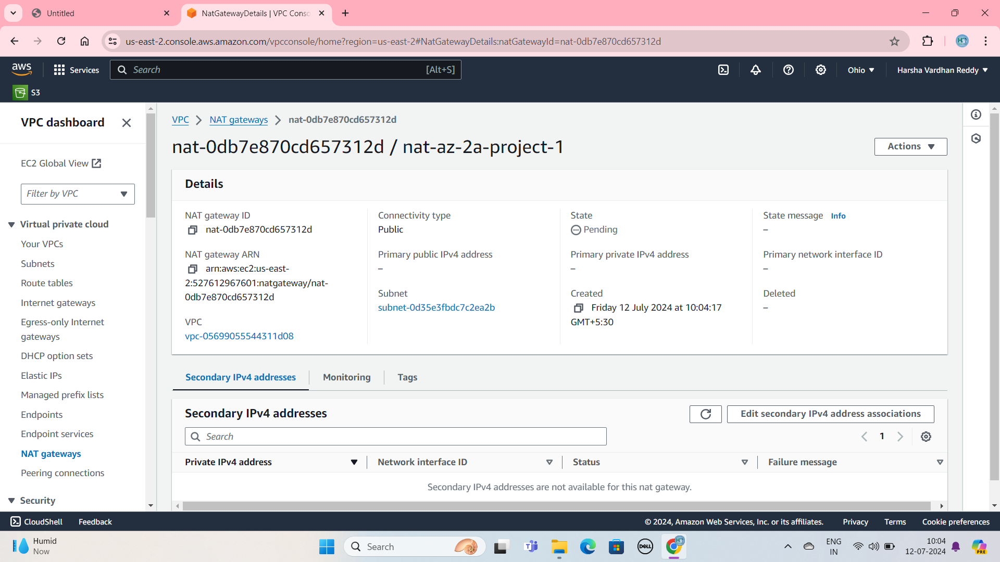 Untitled
NatGatewayDetails | VPC Conso
us-east-2.console.aws.amazon.com/vpcconsole/home?region=us-east-2#NatGatewayDetails:natGatewayId=nat-0db7e870cd657312d
aws
Services
Search
[Alt+S]
Ohio
Harsha Vardhan Reddy
S3
VPC dashboard
EC2 Global View
Filter by VPC
Virtual private cloud
Your VPCs
Subnets
Route tables
Internet gateways
Egress-only Internet
gateways
DHCP option sets
Elastic IPs
Managed prefix lists
Endpoints
Endpoint services
NAT gateways
Peering connections
Security
VPC
NAT gateways
nat-0db7e870cd657312d
nat-0db7e870cd657312d / nat-az-2a-project-1
Actions
Details
NAT gateway ID
nat-0db7e870cd657312d
NAT gateway ARN
arn:aws:ec2:us-east-
2:527612967601:natgateway/nat-
0db7e870cd657312d
VPC
vpc-05699055544311d08
Connectivity type
Public
Primary public IPv4 address
–
Subnet
subnet-0d35e3fbdc7c2ea2b
State
Pending
Primary private IPv4 address
–
Created
Friday 12 July 2024 at 10:04:17
GMT+5:30
State message Info
–
Primary network interface ID
–
Deleted
–
Secondary IPv4 addresses
Monitoring
Tags
Secondary IPv4 addresses
Edit secondary IPv4 address associations
Search
1
Private IPv4 address
Network interface ID
Status
Failure message
Secondary IPv4 addresses are not available for this nat gateway.
CloudShell
Feedback
© 2024, Amazon Web Services, Inc. or its affiliates.
Privacy
Terms
Cookie preferences
Humid
Now
Search
DELL
ENG
IN
10:04
12-07-2024
PRE